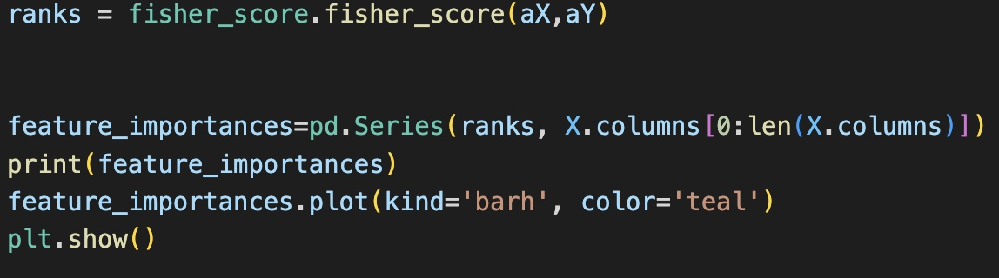 ranks = fisher_score.fisher_score(aX,aY)
feature_importances=pd.Series(ranks, X.columns[0:len(X.columns)])
print(feature_importances)
feature_importances.plot(kind='barh', color='teal')
plt.show()